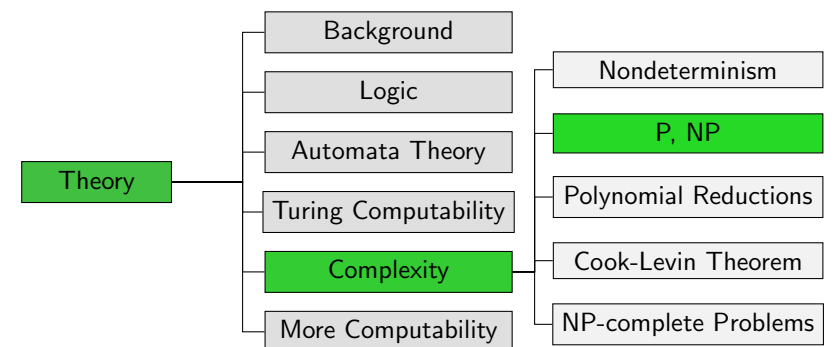 Theory
Background
Logic
Automata Theory
Turing Computability
Complexity
More Computability
Nondeterminism
P, NP
Polynomial Reductions
Cook-Levin Theorem
NP-complete Problems